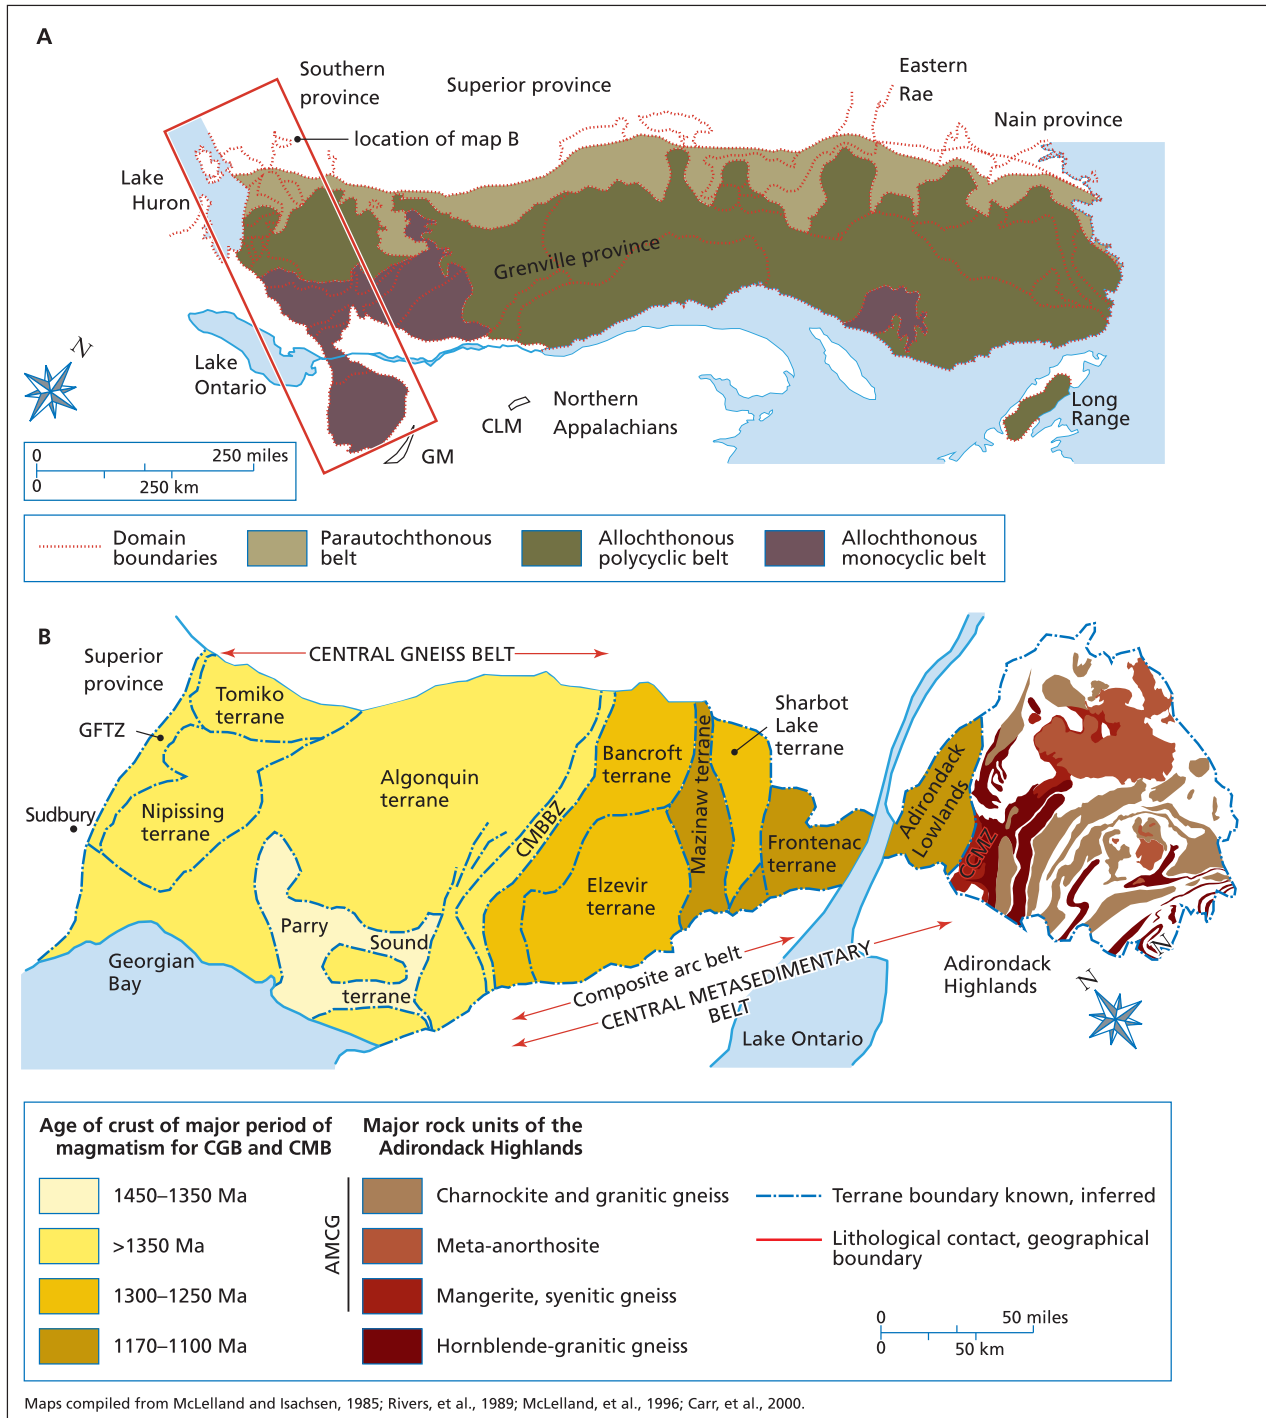 A
Southern
province
Superior province
Eastern
Rae
Nain province
location of map B
Lake
Huron
Grenville province
N
Lake
Ontario
Northern
Appalachians
CLM
GM
Long
Range
0 250 miles
0 250 km
Domain
boundaries
Parautochthonous
belt
Allochthonous
polycyclic belt
Allochthonous
monocyclic belt
B
Superior
province
CENTRAL GNEISS BELT
Tomiko
terrane
GFTZ
Sharbot
Lake
terrane
Bancroft
terrane
Mazinaw terrane
Algonquin
terrane
Adirondack
Lowlands
Sudbury
Nipissing
terrane
CMBBZ
Frontenac
terrane
CCMZ
Elzevir
terrane
Parry
Sound
terrane
Georgian
Bay
Composite arc belt
CENTRAL METASEDIMENTARY
BELT
N
Adirondack
Highlands
N
Lake Ontario
Age of crust of major period of
magmatism for CGB and CMB
1450–1350 Ma
>1350 Ma
1300–1250 Ma
1170–1100 Ma
Major rock units of the
Adirondack Highlands
AMCG
Charnockite and granitic gneiss
Meta-anorthosite
Mangerite, syenitic gneiss
Hornblende-granitic gneiss
Terrane boundary known, inferred
Lithological contact, geographical
boundary
0 50 miles
0 50 km
Maps compiled from McLelland and Isachsen, 1985; Rivers, et al., 1989; McLelland, et al., 1996; Carr, et al., 2000.